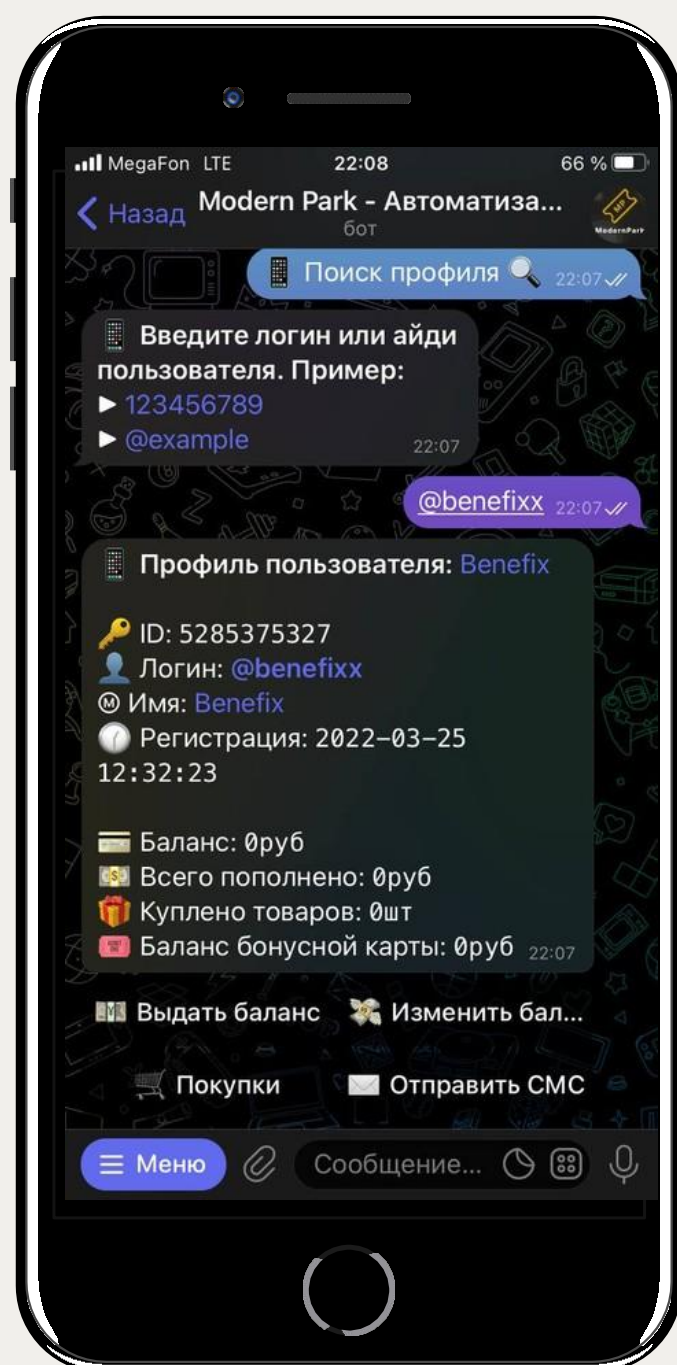 MegaFon LTE 22:08 66 %
Назад Modern Park - Автоматиза...
бот
ModernPark
Поиск профиля 22:07
Введите логин или айди
пользователя. Пример:
123456789
@example 22:07
@benefixx 22:07
Профиль пользователя: Benefix
ID: 5285375327
Логин: @benefixx
Ⓜ Имя: Benefix
Регистрация: 2022-03-25
12:32:23
Баланс: 0руб
Всего пополнено: 0руб
Куплено товаров: 0шт
Баланс бонусной карты: 0руб 22:07
Выдать баланс Изменить бал...
Покупки Отправить СМС
Меню Сообщение...